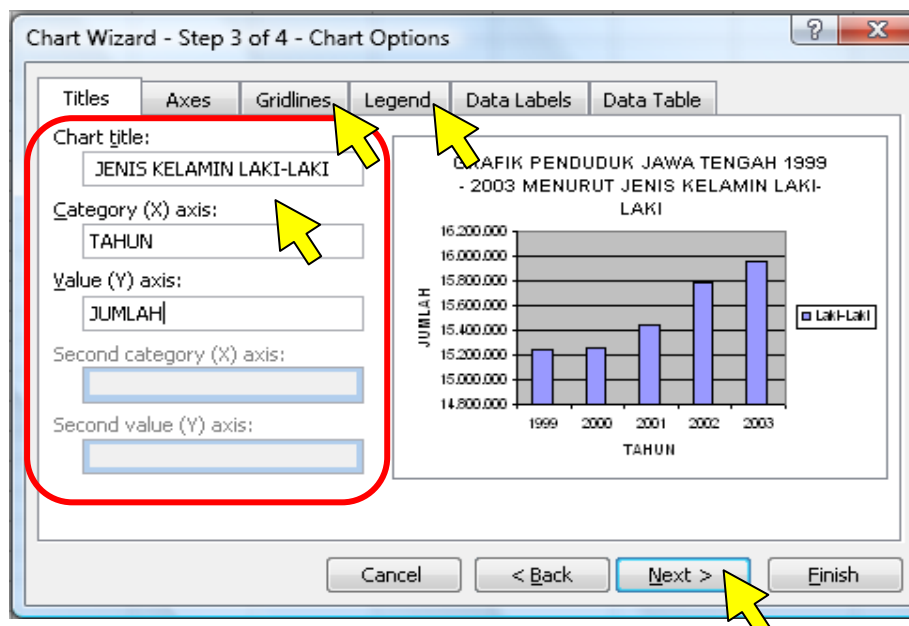 Chart Wizard - Step 3 of 4 - Chart Options
?
X
Titles
Axes
Gridlines
Legend
Data Labels
Data Table
Chart title:
JENIS KELAMIN LAKI-LAKI
Category (X) axis:
TAHUN
Value (Y) axis:
JUMLAH
Second category (X) axis:
Second value (Y) axis:
GRAFIK PENDUDUK JAWA TENGAH 1999
- 2003 MENURUT JENIS KELAMIN LAKI-
LAKI
16.200.000
16.000.000
15.800.000
15.600.000
15.400.000
15.200.000
15.000.000
14.800.000
JUMLAH
1999 2000 2001 2002 2003
TAHUN
Laki-Laki
Cancel
< Back
Next >
Finish